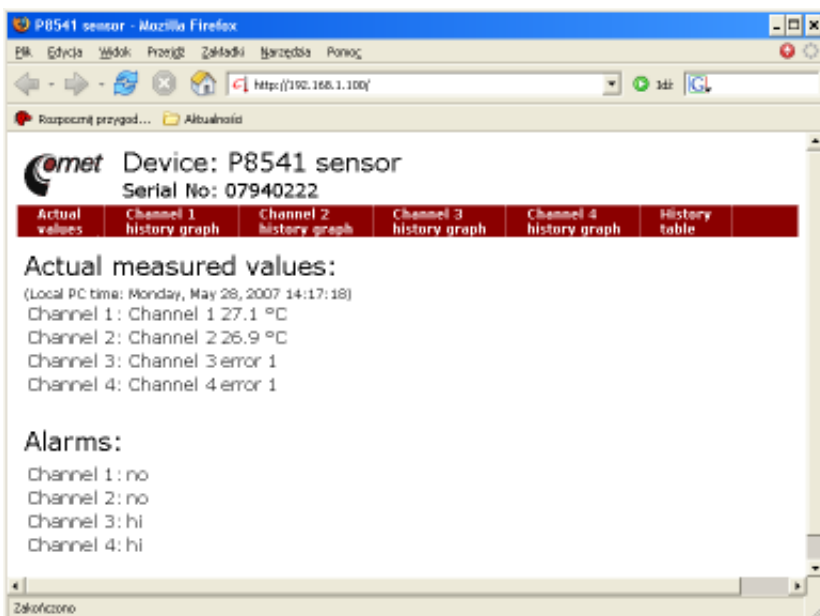 P8541 sensor - Mozilla Firefox
Plik Edycja Widok Przejdź Zakładki Narzędzia Pomoc
http://192.168.1.100/ Idź G
Rozpocznij przygod... Aktualności
Comet Device: P8541 sensor
Serial No: 07940222
Actual values Channel 1 history graph Channel 2 history graph Channel 3 history graph Channel 4 history graph History table
Actual measured values:
(Local PC time: Monday, May 28, 2007 14:17:18)
Channel 1: Channel 1 27.1 °C
Channel 2: Channel 2 26.9 °C
Channel 3: Channel 3 error 1
Channel 4: Channel 4 error 1
Alarms:
Channel 1: no
Channel 2: no
Channel 3: hi
Channel 4: hi
Zakończono